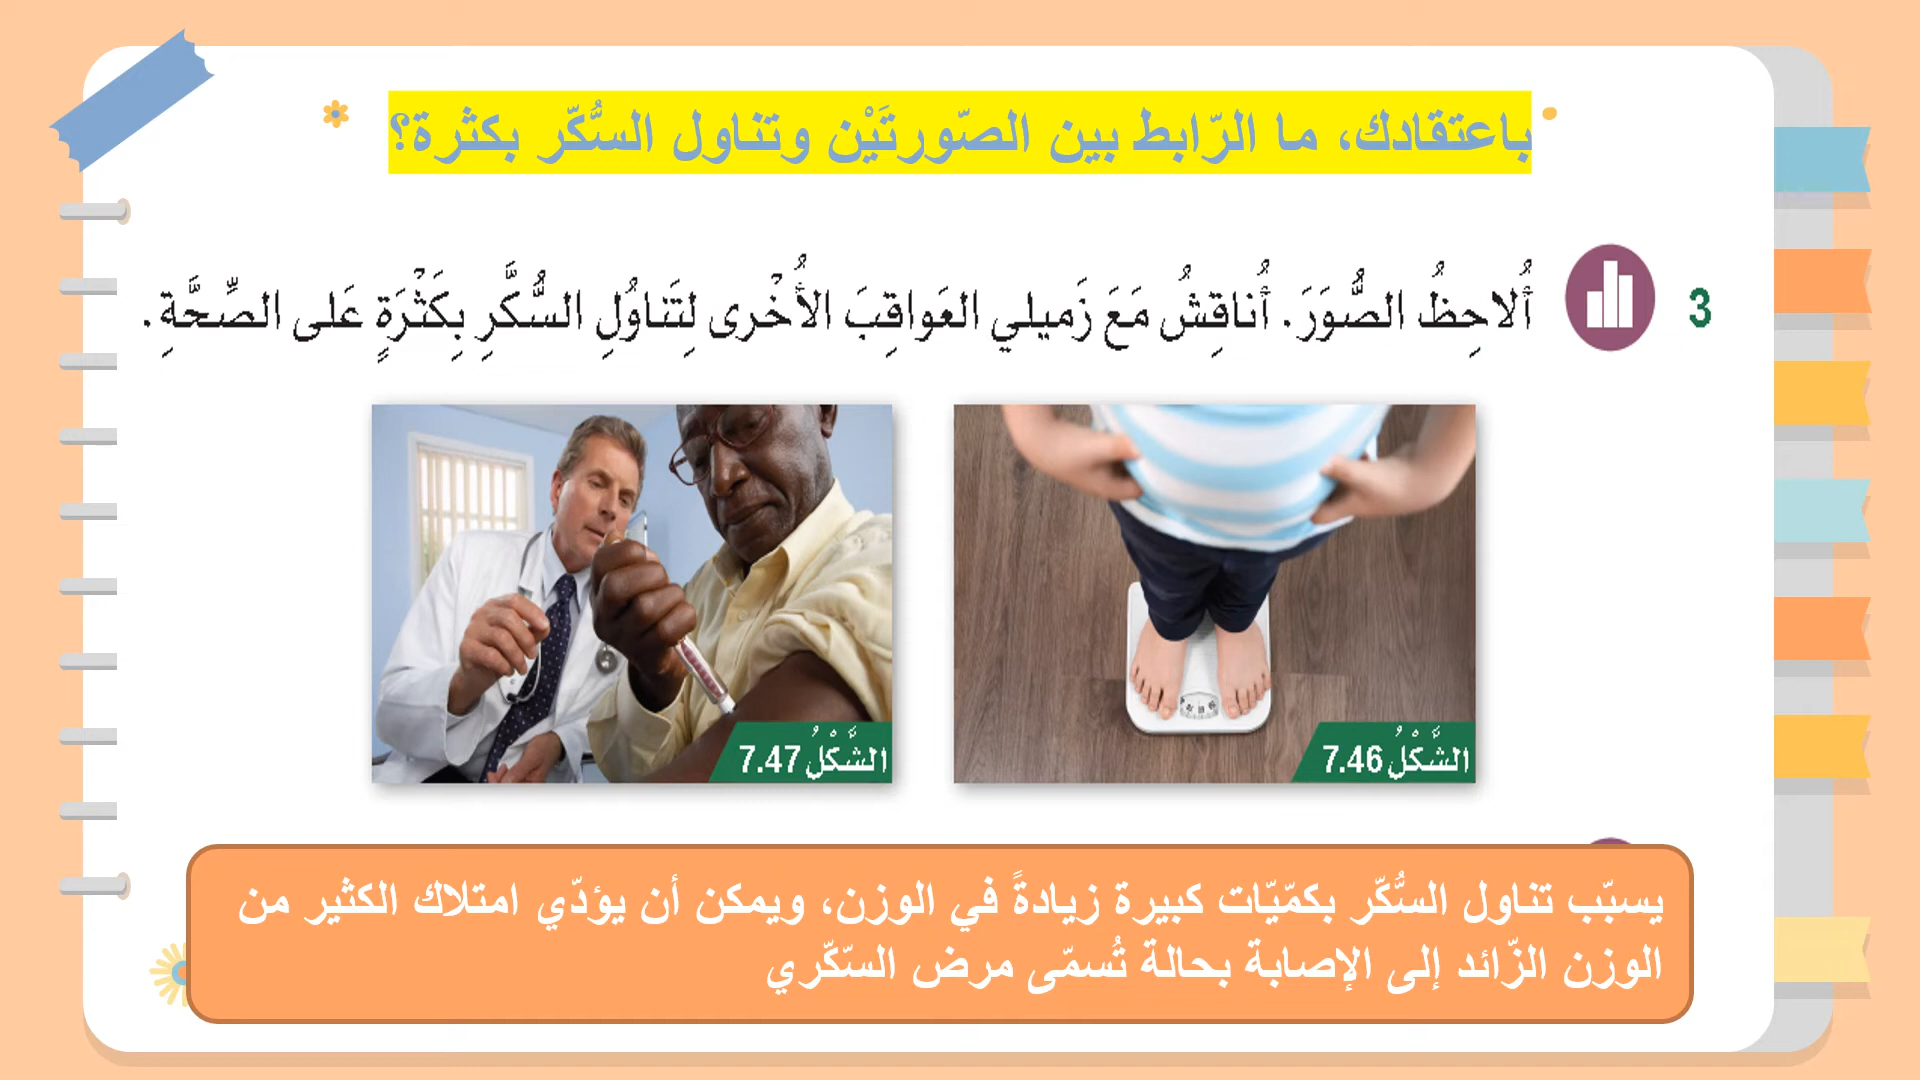 باعتقادك، ما الرّابط بين الصّورتَيْن وتناول السُّكّر بكثرة؟
3 أُلاحِظُ الصُّوَرَ. أُناقِشُ مَعَ زَميلي العَواقِبَ الأُخْرى لِتَناوُلِ السُّكَّرِ بِكَثْرَةٍ عَلى الصِّحَّةِ.
الشَّكْلُ 7.46
الشَّكْلُ 7.47
يسبّب تناول السُّكّر بكمّيّات كبيرة زيادةً في الوزن، ويمكن أن يؤدّي امتلاك الكثير من
الوزن الزّائد إلى الإصابة بحالة تُسمّى مرض السّكّري